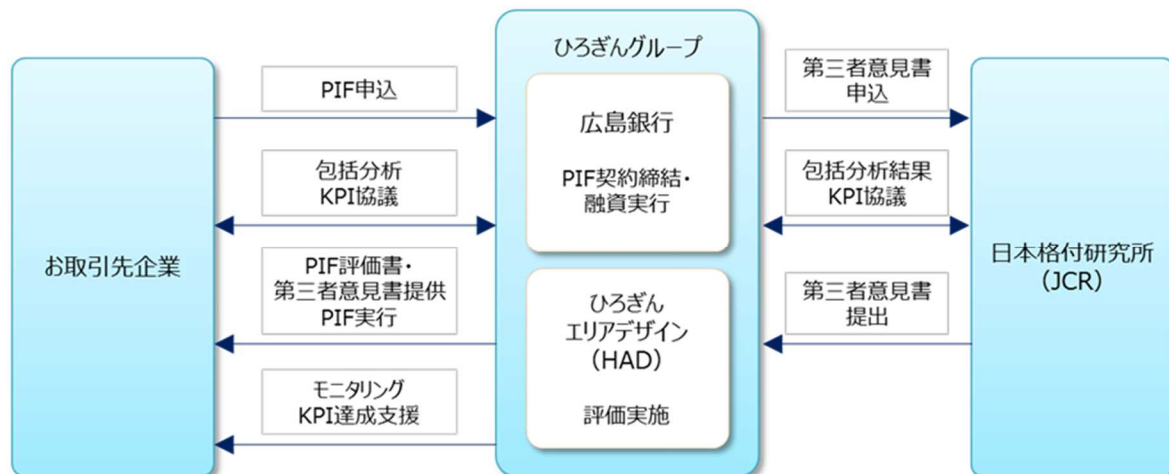 お取引先企業
PIF申込
包括分析
KPI協議
PIF評価書・
第三者意見書提供
PIF実行
モニタリング
KPI達成支援
ひろぎんグループ
広島銀行
PIF契約締結・
融資実行
ひろぎん
エリアデザイン
（HAD）
評価実施
第三者意見書
申込
包括分析結果
KPI協議
第三者意見書
提出
日本格付研究所
（JCR）